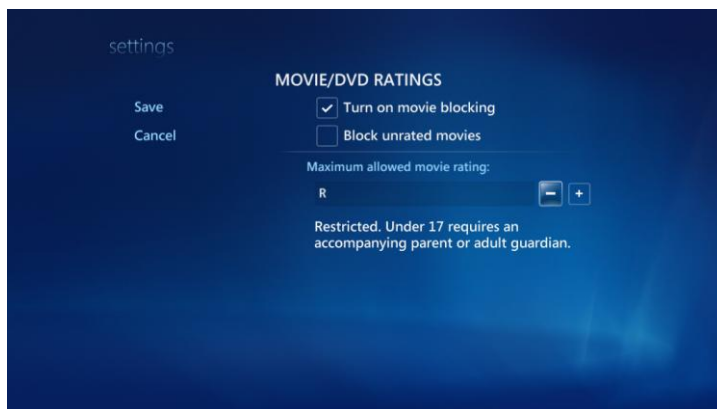 settings
MOVIE/DVD RATINGS
Save
Turn on movie blocking
Cancel
Block unrated movies
Maximum allowed movie rating:
R
Restricted. Under 17 requires an
accompanying parent or adult guardian.